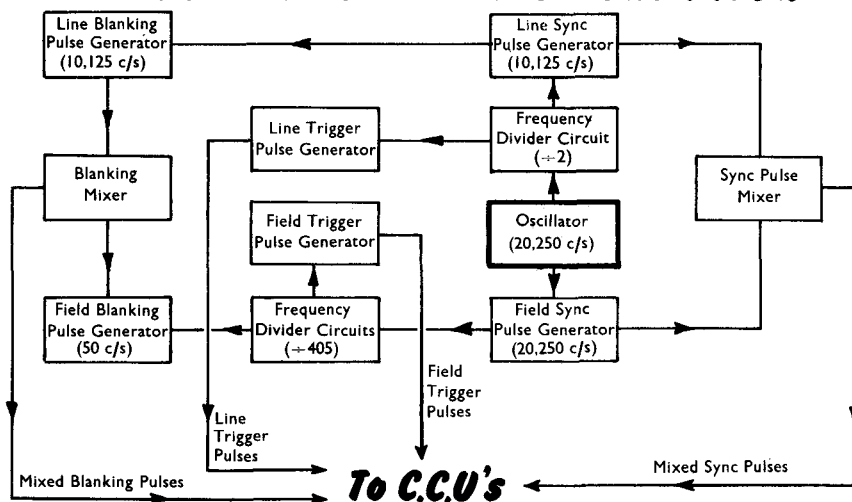 Line Blanking
Pulse Generator
(10,125 c/s)
Line Sync
Pulse Generator
(10,125 c/s)
Line Trigger
Pulse Generator
Frequency
Divider Circuit
(÷2)
Blanking
Mixer
Sync Pulse
Mixer
Field Trigger
Pulse Generator
Oscillator
(20,250 c/s)
Field Blanking
Pulse Generator
(50 c/s)
Frequency
Divider Circuits
(÷405)
Field Sync
Pulse Generator
(20,250 c/s)
Field
Trigger
Pulses
Line
Trigger
Pulses
Mixed Blanking Pulses
To C.C.U's
Mixed Sync Pulses